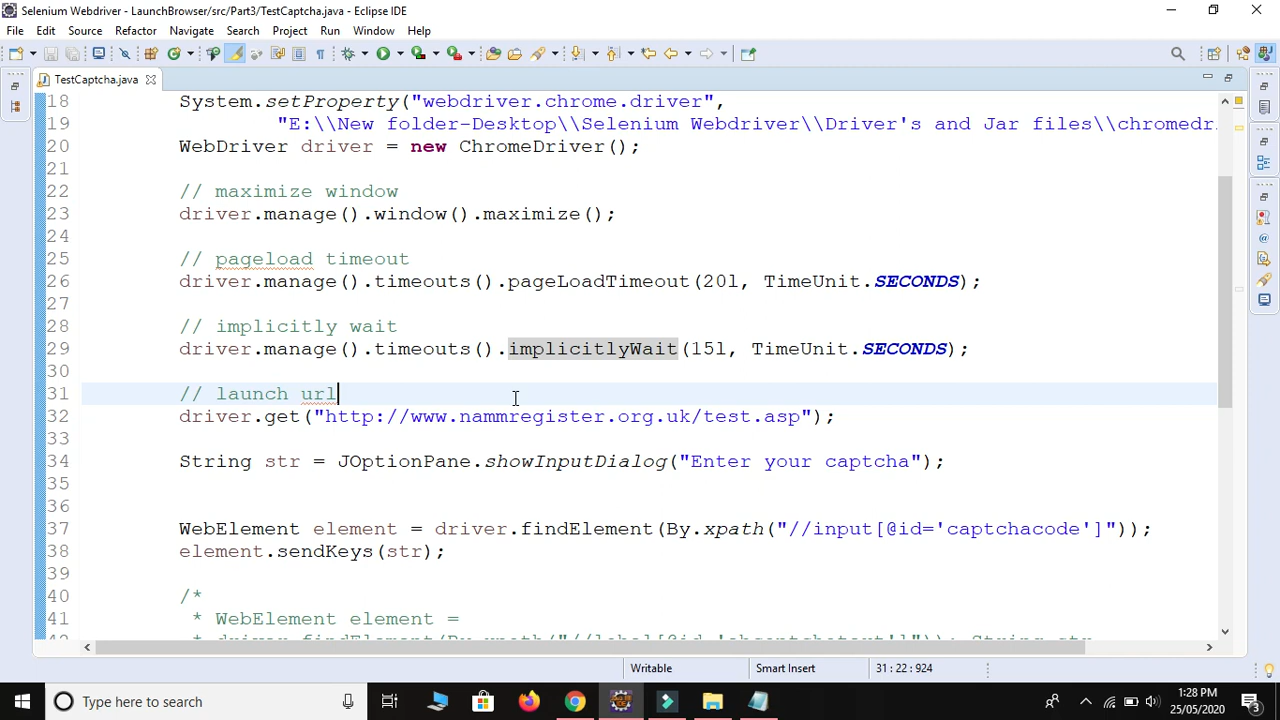 Selenium Webdriver - LaunchBrowser/src/Part3/TestCaptcha.java - Eclipse IDE
File Edit Source Refactor Navigate Search Project Run Window Help
TestCaptcha.java
18 System.setProperty("webdriver.chrome.driver",
19 "E:\\New folder-Desktop\\Selenium Webdriver\\Driver's and Jar files\\chromedri
20 WebDriver driver = new ChromeDriver();
21
22 // maximize window
23 driver.manage().window().maximize();
24
25 // pageload timeout
26 driver.manage().timeouts().pageLoadTimeout(20l, TimeUnit.SECONDS);
27
28 // implicitly wait
29 driver.manage().timeouts().implicitlyWait(15l, TimeUnit.SECONDS);
30
31 // launch url
32 driver.get("http://www.nammregister.org.uk/test.asp");
33
34 String str = JOptionPane.showInputDialog("Enter your captcha");
35
36
37 WebElement element = driver.findElement(By.xpath("//input[@id='captchacode']"));
38 element.sendKeys(str);
39
40 /*
41 * WebElement element =
Writable Smart Insert 31 : 22 : 924
Type here to search
1:28 PM
25/05/2020
3